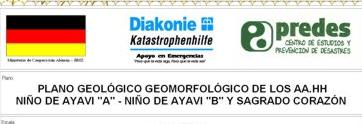 Diakonie
Katastrophenhilfe
Apoyo en Emergencias
predes
CENTRO DE ESTUDIOS Y
PREVENCIÓN DE DESASTRES
Ministerio de Cooperación Alemán - BMZ
Plano:
PLANO GEOLÓGICO GEOMORFOLÓGICO DE LOS AA.HH
NIÑO DE AYAVI "A" - NIÑO DE AYAVI "B" Y SAGRADO CORAZÓN
Escala: